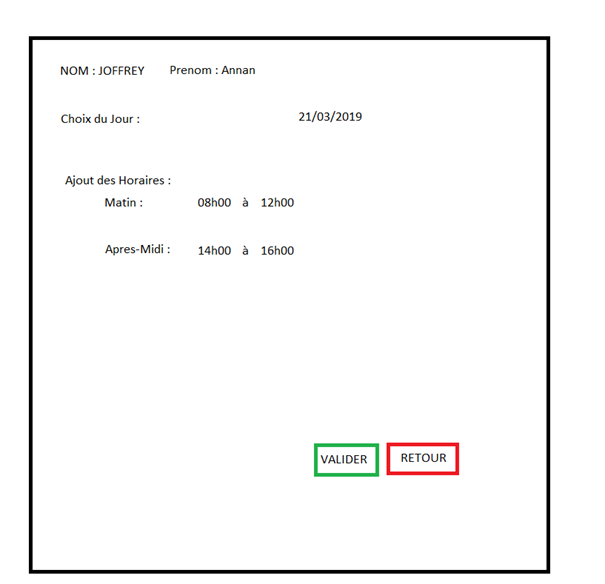 NOM : JOFFREY Prenom : Annan
Choix du Jour : 21/03/2019
Ajout des Horaires :
Matin : 08h00 à 12h00
Apres-Midi : 14h00 à 16h00
VALIDER RETOUR